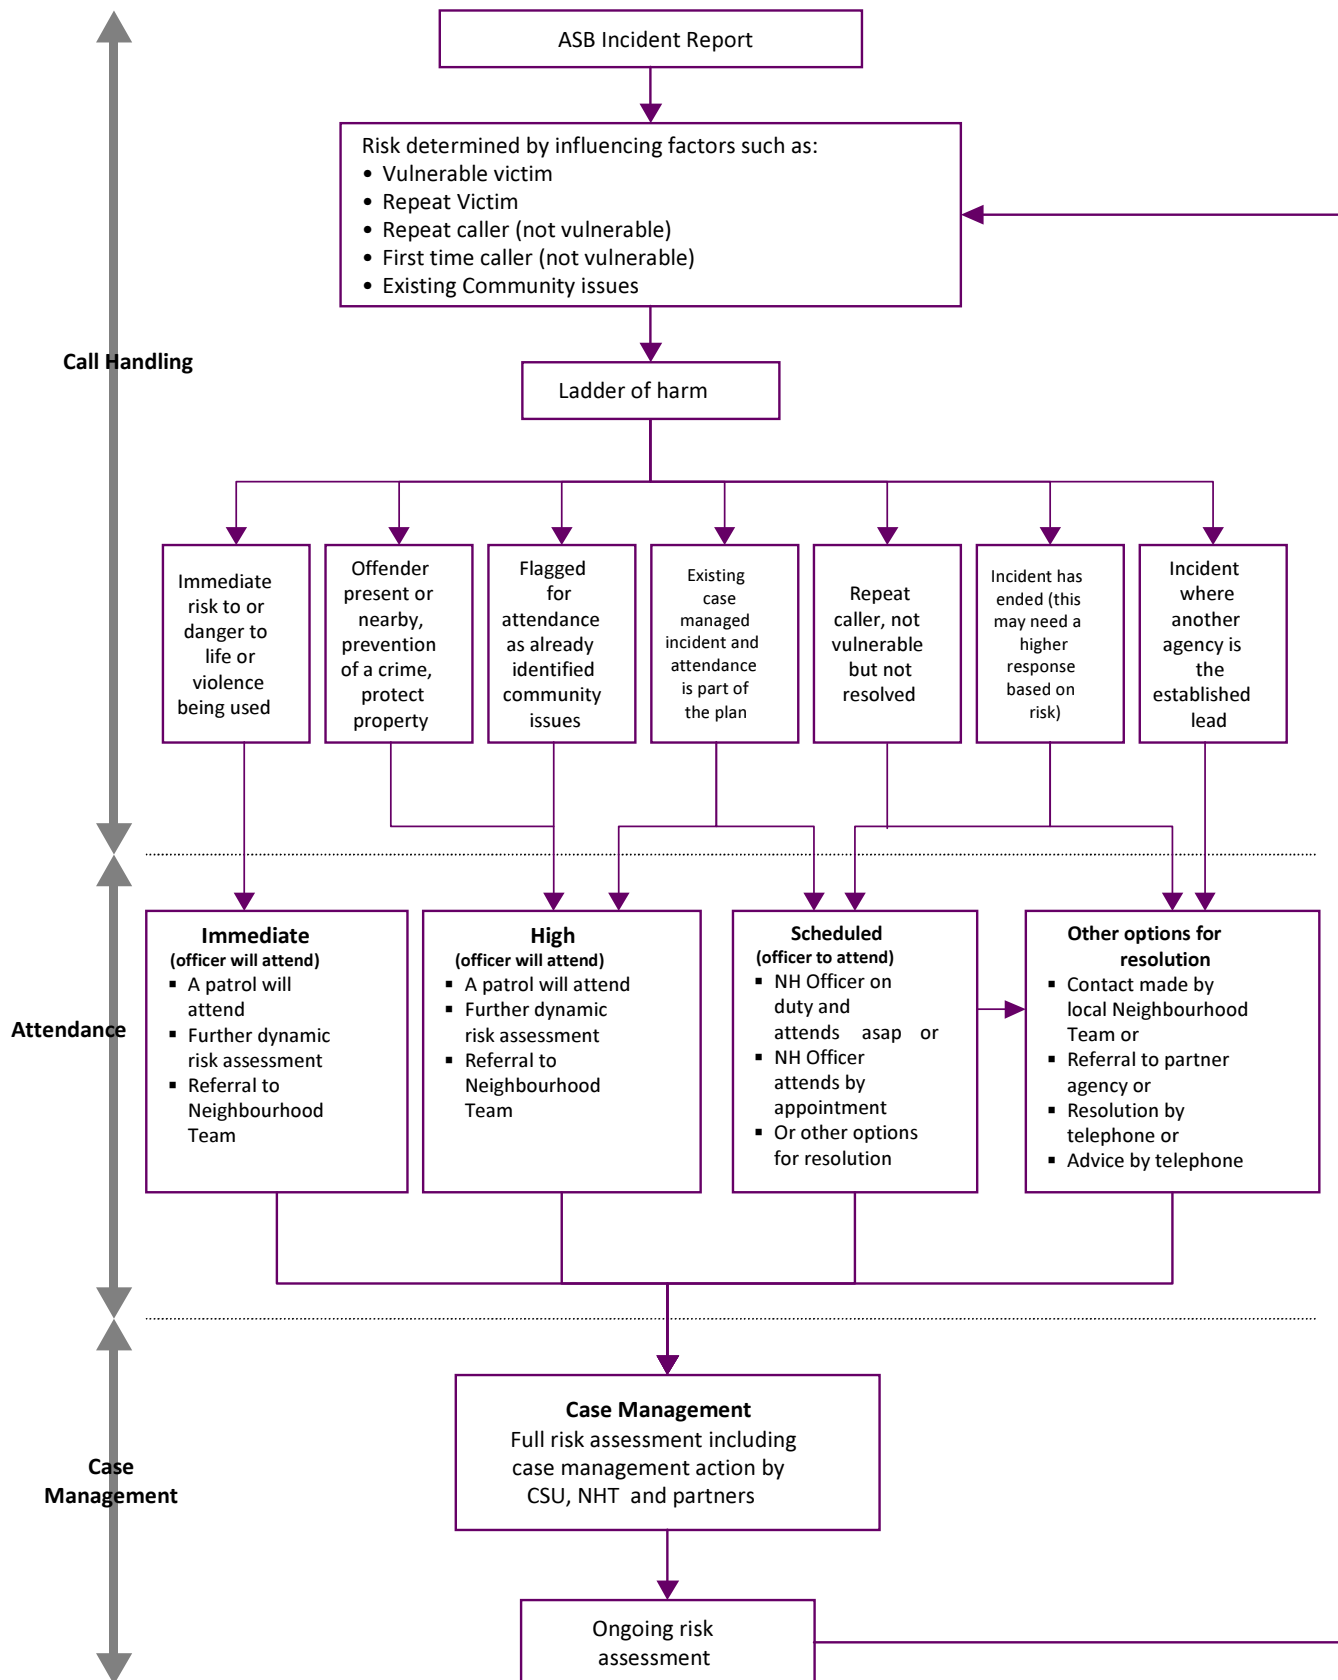 ASB Incident Report
Risk determined by influencing factors such as:
• Vulnerable victim
• Repeat Victim
• Repeat caller (not vulnerable)
• First time caller (not vulnerable)
• Existing Community issues
Call Handling
Ladder of harm
Immediate
risk to or
danger to
life or
violence
being used
Offender
present or
nearby,
prevention
of a crime,
protect
property
Flagged
for
attendance
as already
identified
community
issues
Existing
case
managed
incident and
attendance
is part of
the plan
Repeat
caller, not
vulnerable
but not
resolved
Incident has
ended (this
may need a
higher
response
based on
risk)
Incident
where
another
agency is
the
established
lead
Attendance
Immediate
(officer will attend)
▪ A patrol will
attend
▪ Further dynamic
risk assessment
▪ Referral to
Neighbourhood
Team
High
(officer will attend)
▪ A patrol will attend
▪ Further dynamic
risk assessment
▪ Referral to
Neighbourhood
Team
Scheduled
(officer to attend)
▪ NH Officer on
duty and
attends asap or
▪ NH Officer
attends by
appointment
▪ Or other options
for resolution
Other options for
resolution
▪ Contact made by
local Neighbourhood
Team or
▪ Referral to partner
agency or
▪ Resolution by
telephone or
▪ Advice by telephone
Case
Management
Case Management
Full risk assessment including
case management action by
CSU, NHT and partners
Ongoing risk
assessment